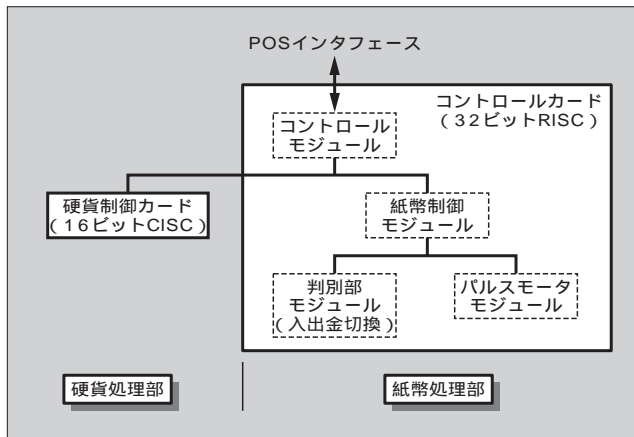 POSインタフェース
コントロールカード
(32ビットRISC)
コントロール
モジュール
硬貨制御カード
(16ビットCISC)
紙幣制御
モジュール
判別部
モジュール
(入出金切換)
パルスモータ
モジュール
硬貨処理部
紙幣処理部